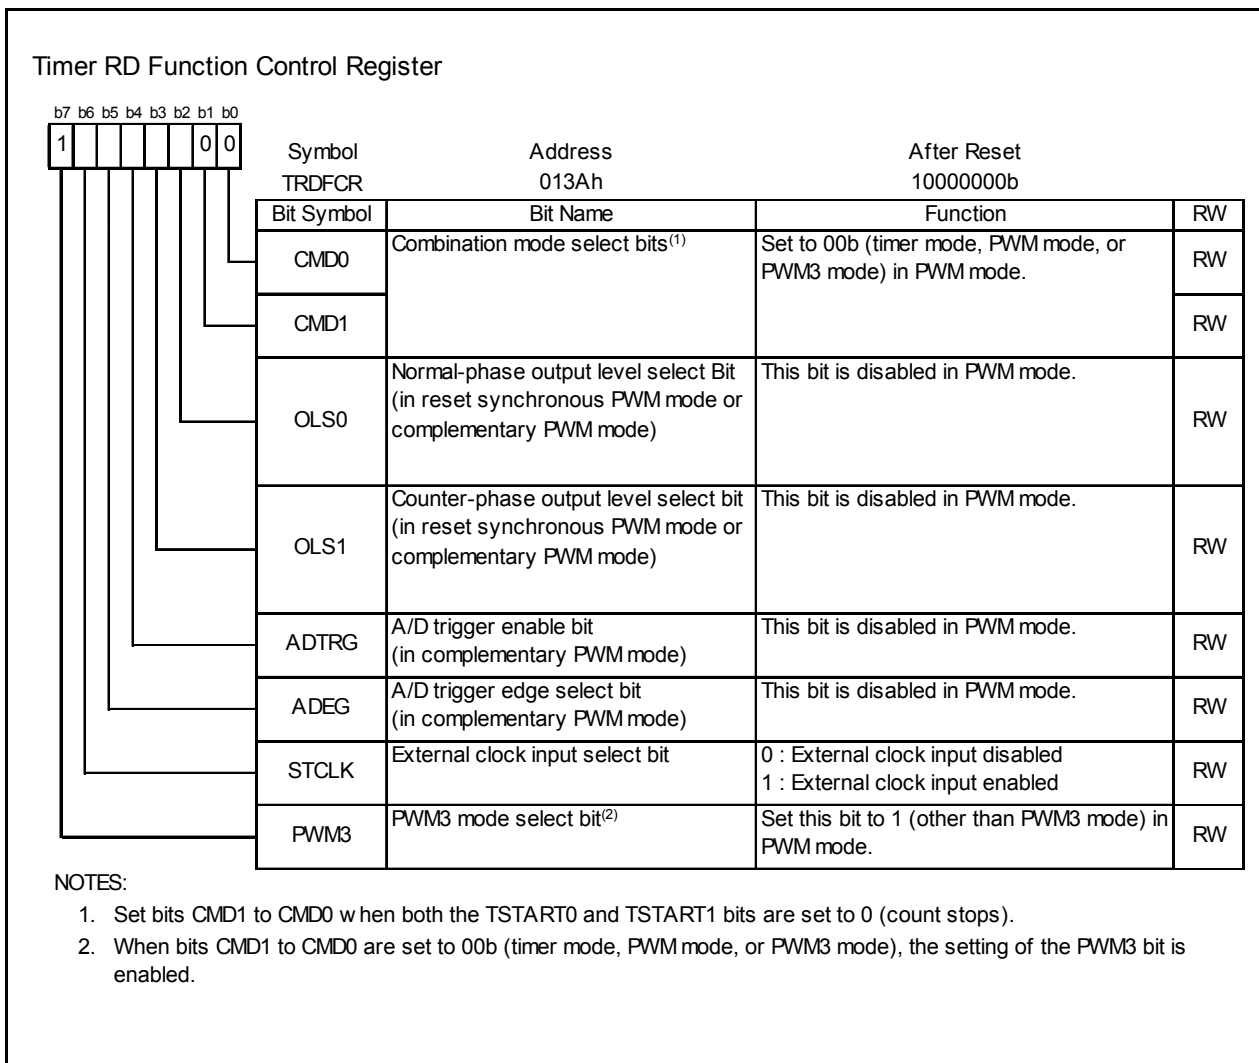 Timer RD Function Control Register
b7 b6 b5 b4 b3 b2 b1 b0
1 0 0
Symbol Address After Reset
TRDFCR 013Ah 10000000b
Bit Symbol Bit Name Function RW
CMD0 Combination mode select bits(1) Set to 00b (timer mode, PWM mode, or PWM3 mode) in PWM mode. RW
CMD1 RW
OLS0 Normal-phase output level select Bit (in reset synchronous PWM mode or complementary PWM mode) This bit is disabled in PWM mode. RW
OLS1 Counter-phase output level select bit (in reset synchronous PWM mode or complementary PWM mode) This bit is disabled in PWM mode. RW
ADTRG A/D trigger enable bit (in complementary PWM mode) This bit is disabled in PWM mode. RW
ADEG A/D trigger edge select bit (in complementary PWM mode) This bit is disabled in PWM mode. RW
STCLK External clock input select bit 0 : External clock input disabled 1 : External clock input enabled RW
PWM3 PWM3 mode select bit(2) Set this bit to 1 (other than PWM3 mode) in PWM mode. RW
NOTES:
1. Set bits CMD1 to CMD0 when both the TSTART0 and TSTART1 bits are set to 0 (count stops).
2. When bits CMD1 to CMD0 are set to 00b (timer mode, PWM mode, or PWM3 mode), the setting of the PWM3 bit is
enabled.